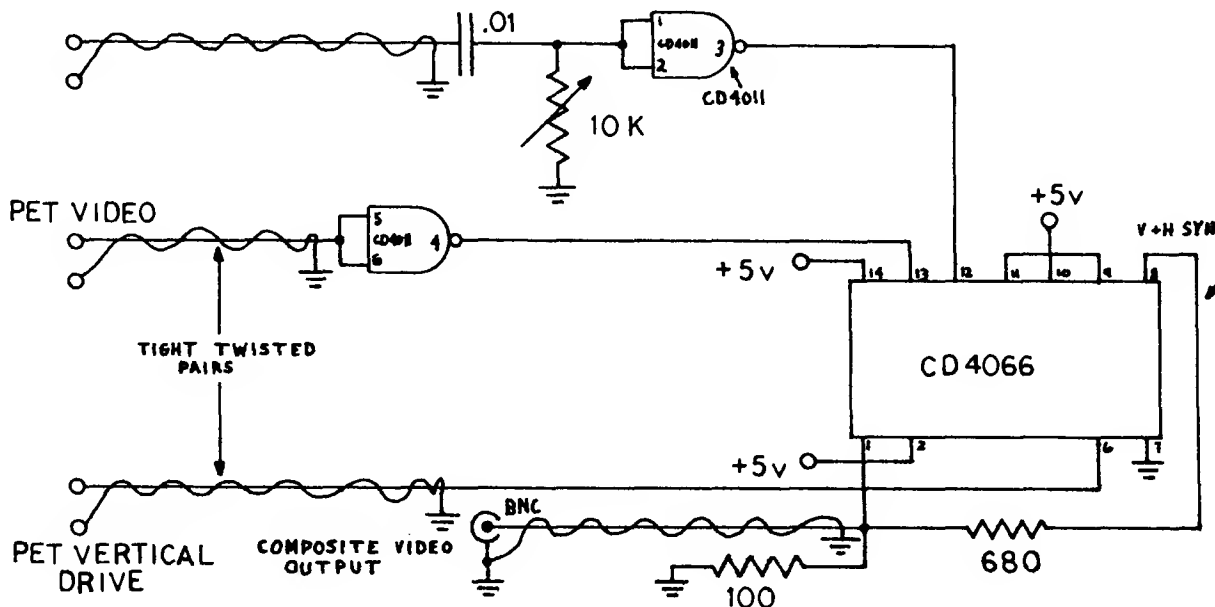 .01
1
2
CD4011
3
CD4011
10 K
PET VIDEO
5
6
CD4011
4
+5v
V+H SYN
+5v
14
13
12
11
10
9
8
TIGHT TWISTED
PAIRS
CD4066
1
2
6
7
+5v
BNC
PET VERTICAL
DRIVE
COMPOSITE VIDEO
OUTPUT
100
680